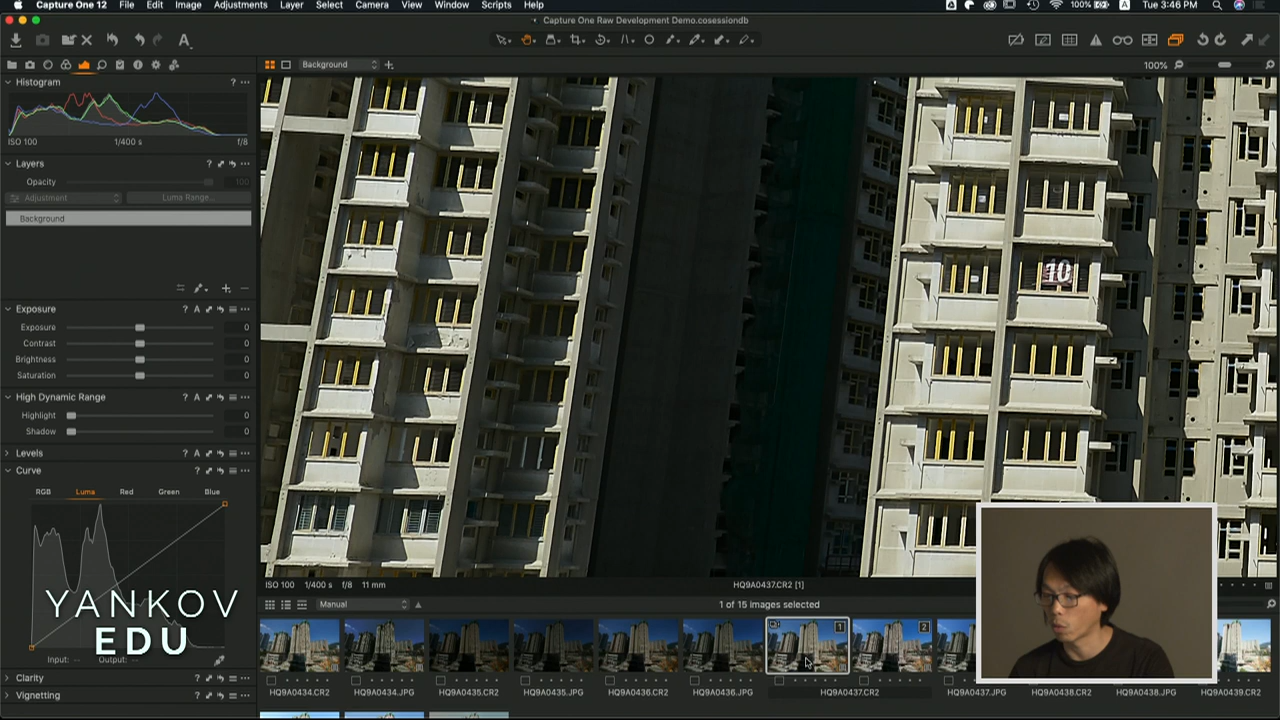 Capture One 12 File Edit Image Adjustments Layer Select Camera View Window Scripts Help 100% A Tue 3:46 PM
Capture One Raw Development Demo.cosessiondb
Background 100%
Histogram
ISO 100 1/400 s f/8
Layers
Opacity 100
Adjustment Luma Range...
Background
Exposure
Exposure 0
Contrast 0
Brightness 0
Saturation 0
High Dynamic Range
Highlight 0
Shadow 0
Levels
Curve
RGB Luma Red Green Blue
10
YANKOV
EDU
Input: -- Output: --
Clarity
Vignetting
ISO 100 1/400 s f/8 11 mm HQ9A0437.CR2 [1]
Manual 1 of 15 images selected
1 2
HQ9A0434.CR2 HQ9A0434.JPG HQ9A0435.CR2 HQ9A0435.JPG HQ9A0436.CR2 HQ9A0436.JPG HQ9A0437.CR2 HQ9A0437.JPG HQ9A0438.CR2 HQ9A0438.JPG HQ9A0439.CR2